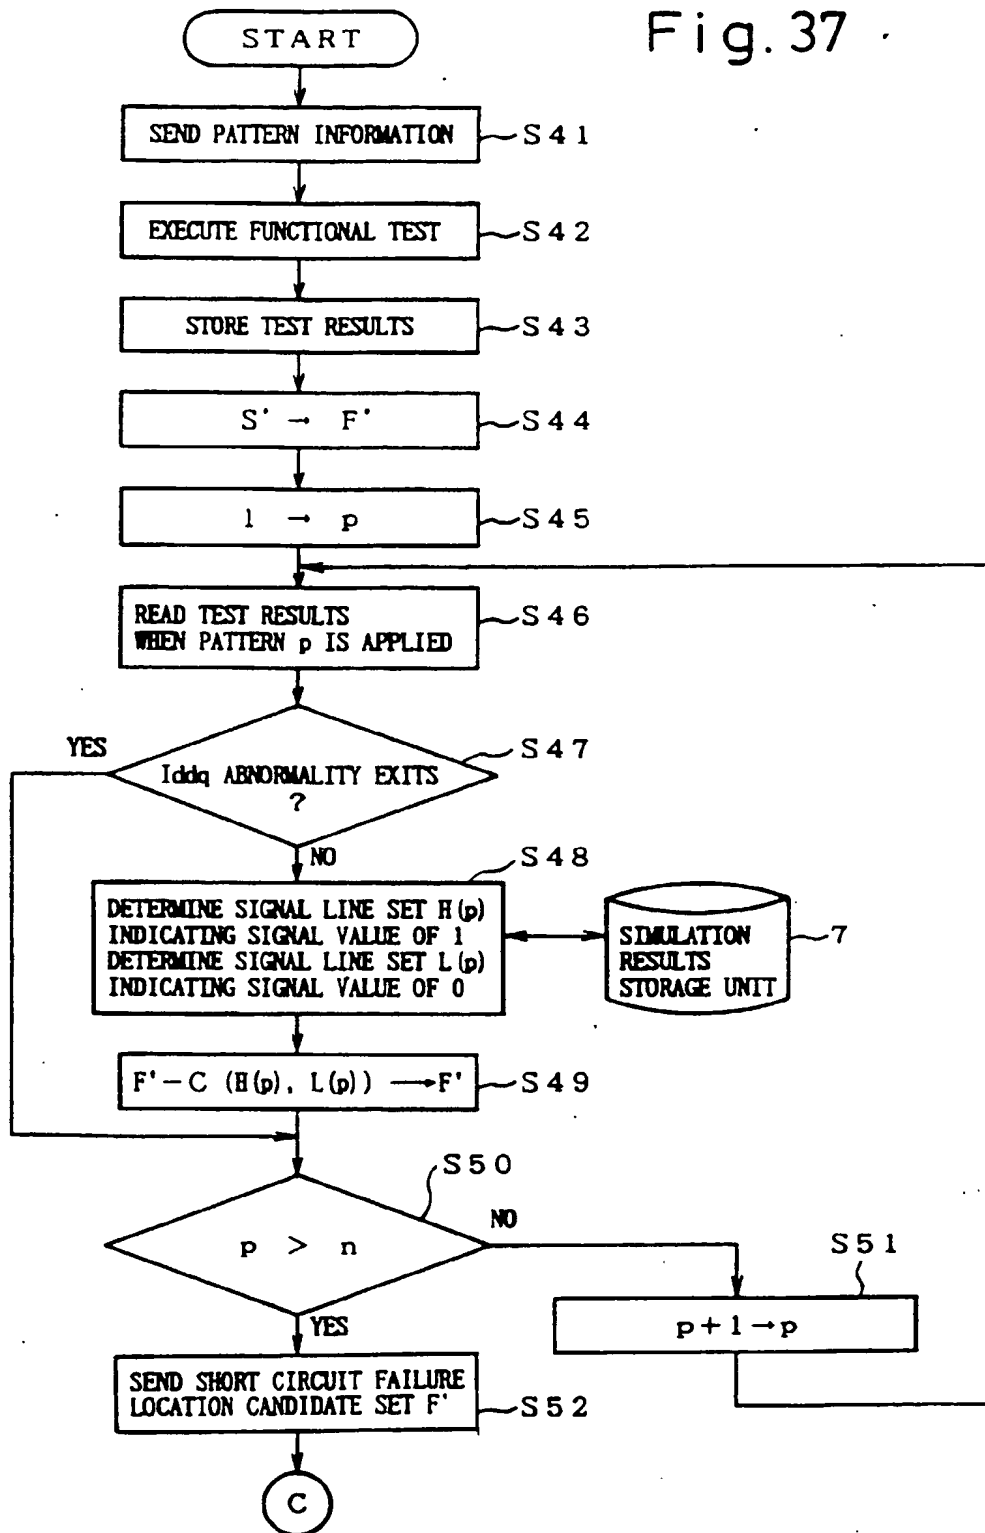 Fig. 37
START
SEND PATTERN INFORMATION
S41
EXECUTE FUNCTIONAL TEST
S42
STORE TEST RESULTS
S43
S' → F'
S44
1 → p
S45
READ TEST RESULTS
WHEN PATTERN p IS APPLIED
S46
YES
Iddq ABNORMALITY EXITS
?
S47
NO
S48
DETERMINE SIGNAL LINE SET H(p)
INDICATING SIGNAL VALUE OF 1
DETERMINE SIGNAL LINE SET L(p)
INDICATING SIGNAL VALUE OF 0
SIMULATION
RESULTS
STORAGE UNIT
7
F'-C (H(p), L(p)) → F'
S49
S50
p > n
NO
S51
p+1→p
YES
SEND SHORT CIRCUIT FAILURE
LOCATION CANDIDATE SET F'
S52
C